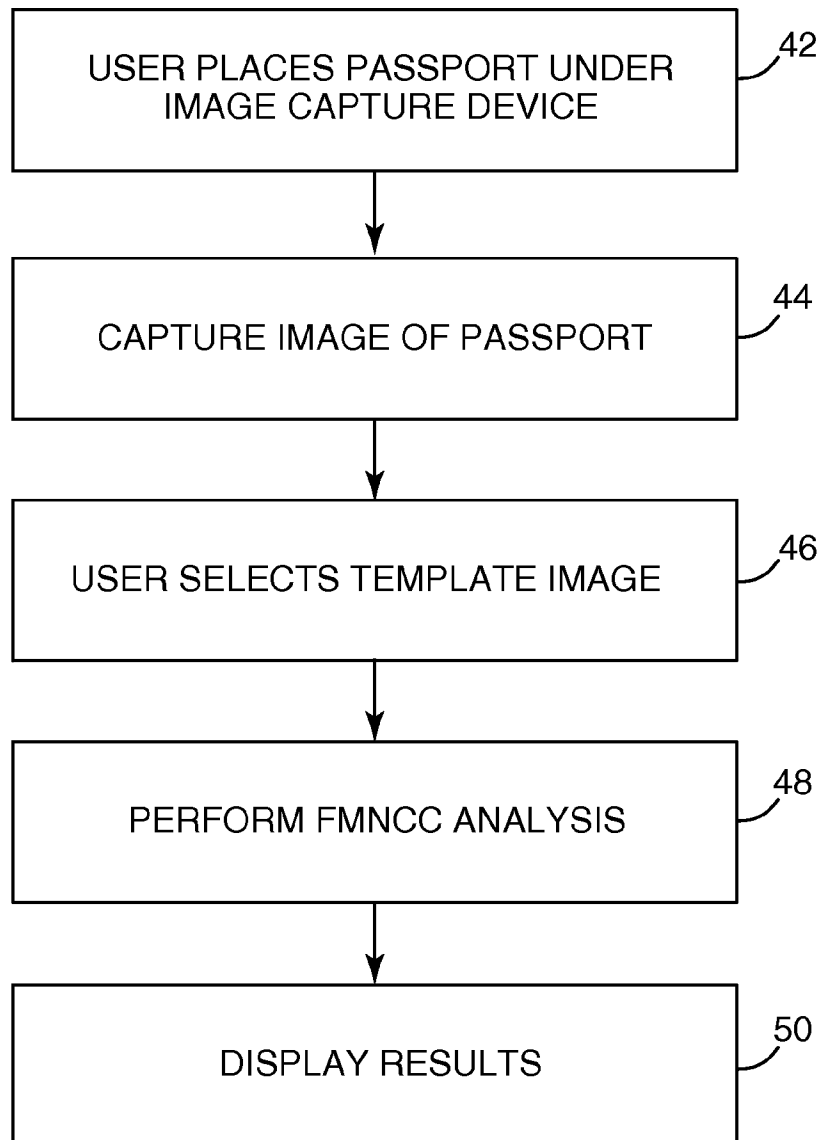 USER PLACES PASSPORT UNDER
IMAGE CAPTURE DEVICE
42
CAPTURE IMAGE OF PASSPORT
44
USER SELECTS TEMPLATE IMAGE
46
PERFORM FMNCC ANALYSIS
48
DISPLAY RESULTS
50